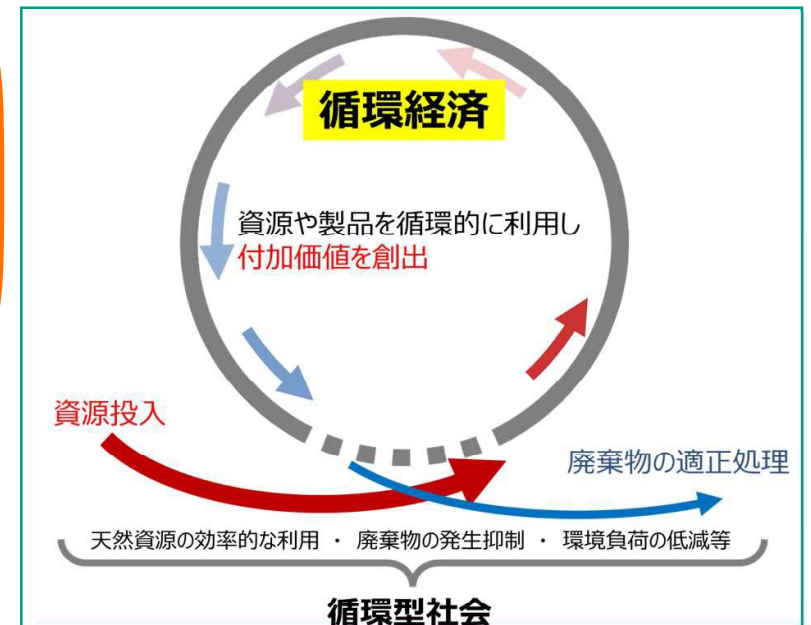 循環経済
資源や製品を循環的に利用し
付加価値を創出
資源投入
廃棄物の適正処理
天然資源の効率的な利用 ・ 廃棄物の発生抑制 ・ 環境負荷の低減等
循環型社会